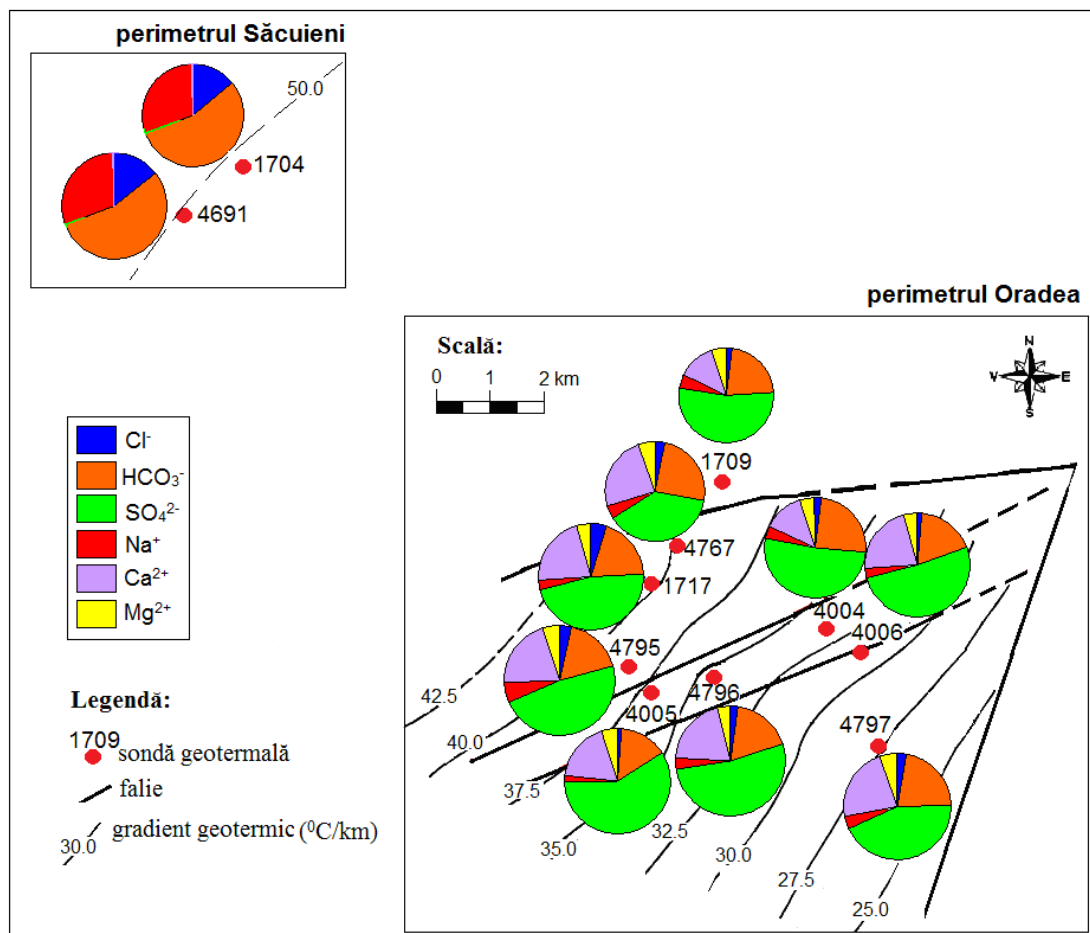 perimetrul Săcuieni
50.0
1704
4691
perimetrul Oradea
Scală:
0 1 2 km
N
V E
S
Cl⁻
HCO₃⁻
SO₄²⁻
Na⁺
Ca²⁺
Mg²⁺
1709
4767
1717
4004
4006
4795
4796
4005
4797
42.5
40.0
37.5
35.0
32.5
30.0
27.5
25.0
Legendă:
1709
sondă geotermală
falie
gradient geotermic (⁰C/km)
30.0